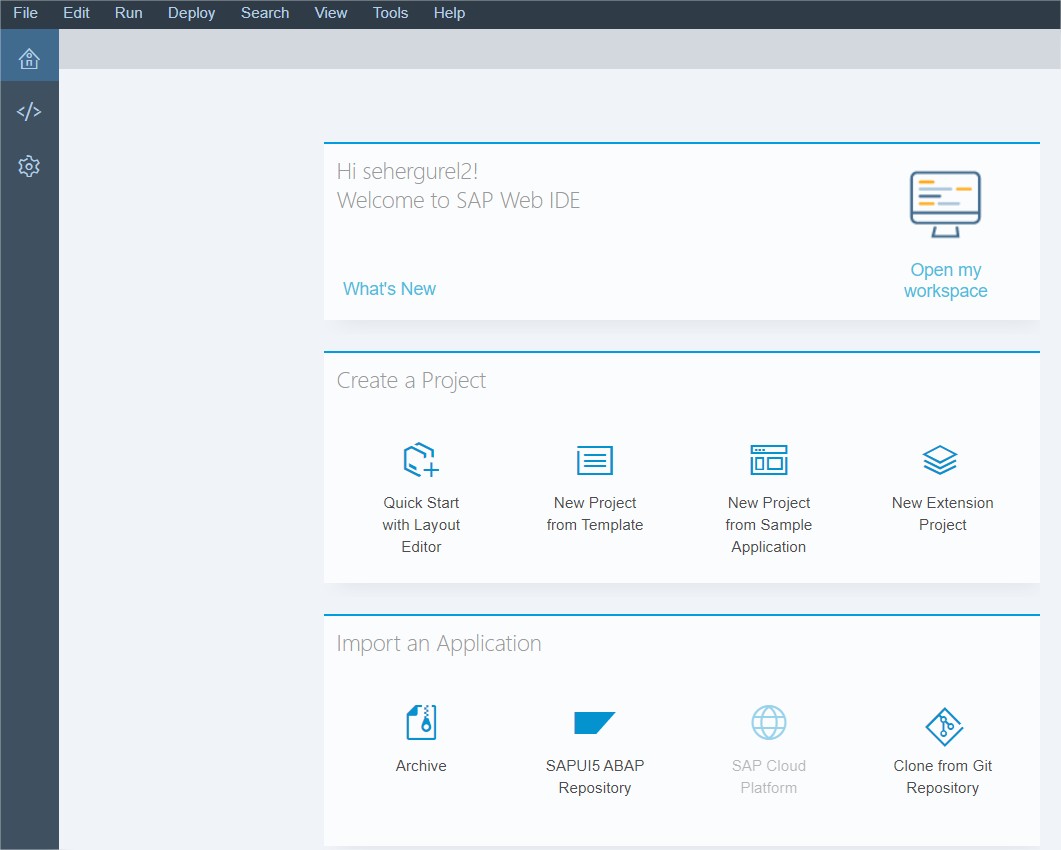 File Edit Run Deploy Search View Tools Help
Hi sehergurel2!
Welcome to SAP Web IDE
What's New
Open my
workspace
Create a Project
Quick Start
with Layout
Editor
New Project
from Template
New Project
from Sample
Application
New Extension
Project
Import an Application
Archive
SAPUI5 ABAP
Repository
SAP Cloud
Platform
Clone from Git
Repository